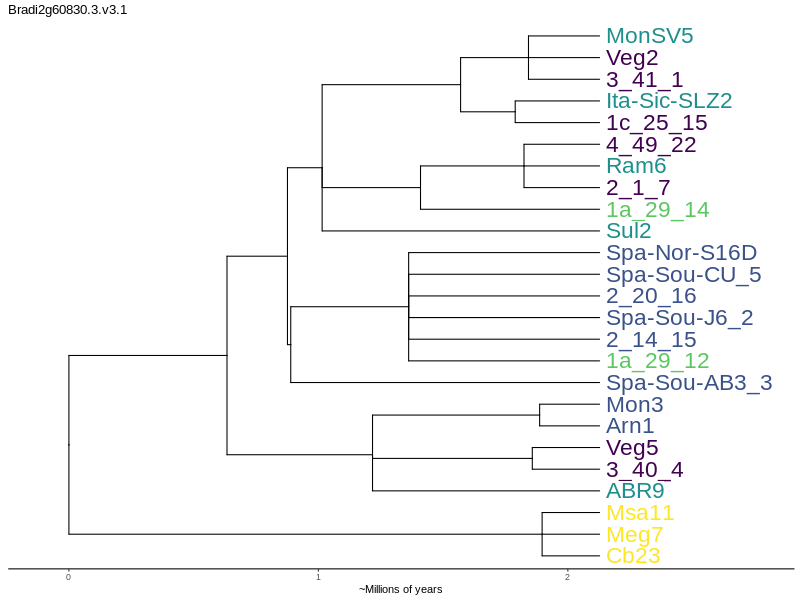 Bradi2g60830.3.v3.1
MonSV5
Veg2
3_41_1
Ita-Sic-SLZ2
1c_25_15
4_49_22
Ram6
2_1_7
1a_29_14
Sul2
Spa-Nor-S16D
Spa-Sou-CU_5
2_20_16
Spa-Sou-J6_2
2_14_15
1a_29_12
Spa-Sou-AB3_3
Mon3
Arn1
Veg5
3_40_4
ABR9
Msa11
Meg7
Cb23
0 1 2
~Millions of years